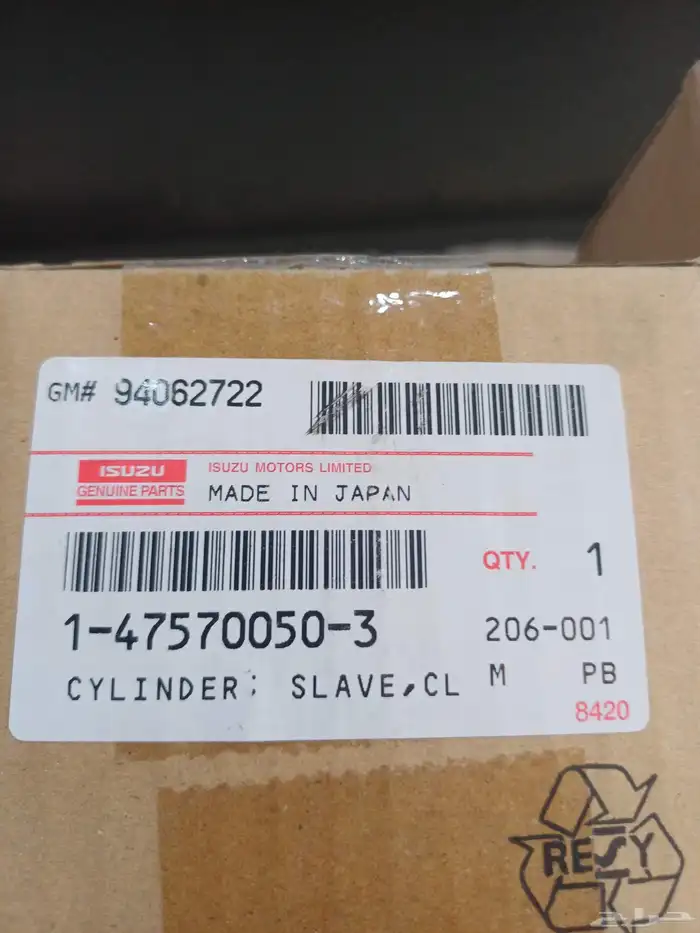 GM# 94062722
ISUZU
GENUINE PARTS
ISUZU MOTORS LIMITED
MADE IN JAPAN
QTY. 1
1-47570050-3
206-001
CYLINDER; SLAVE,CL
M PB
8420
RESY
حراج